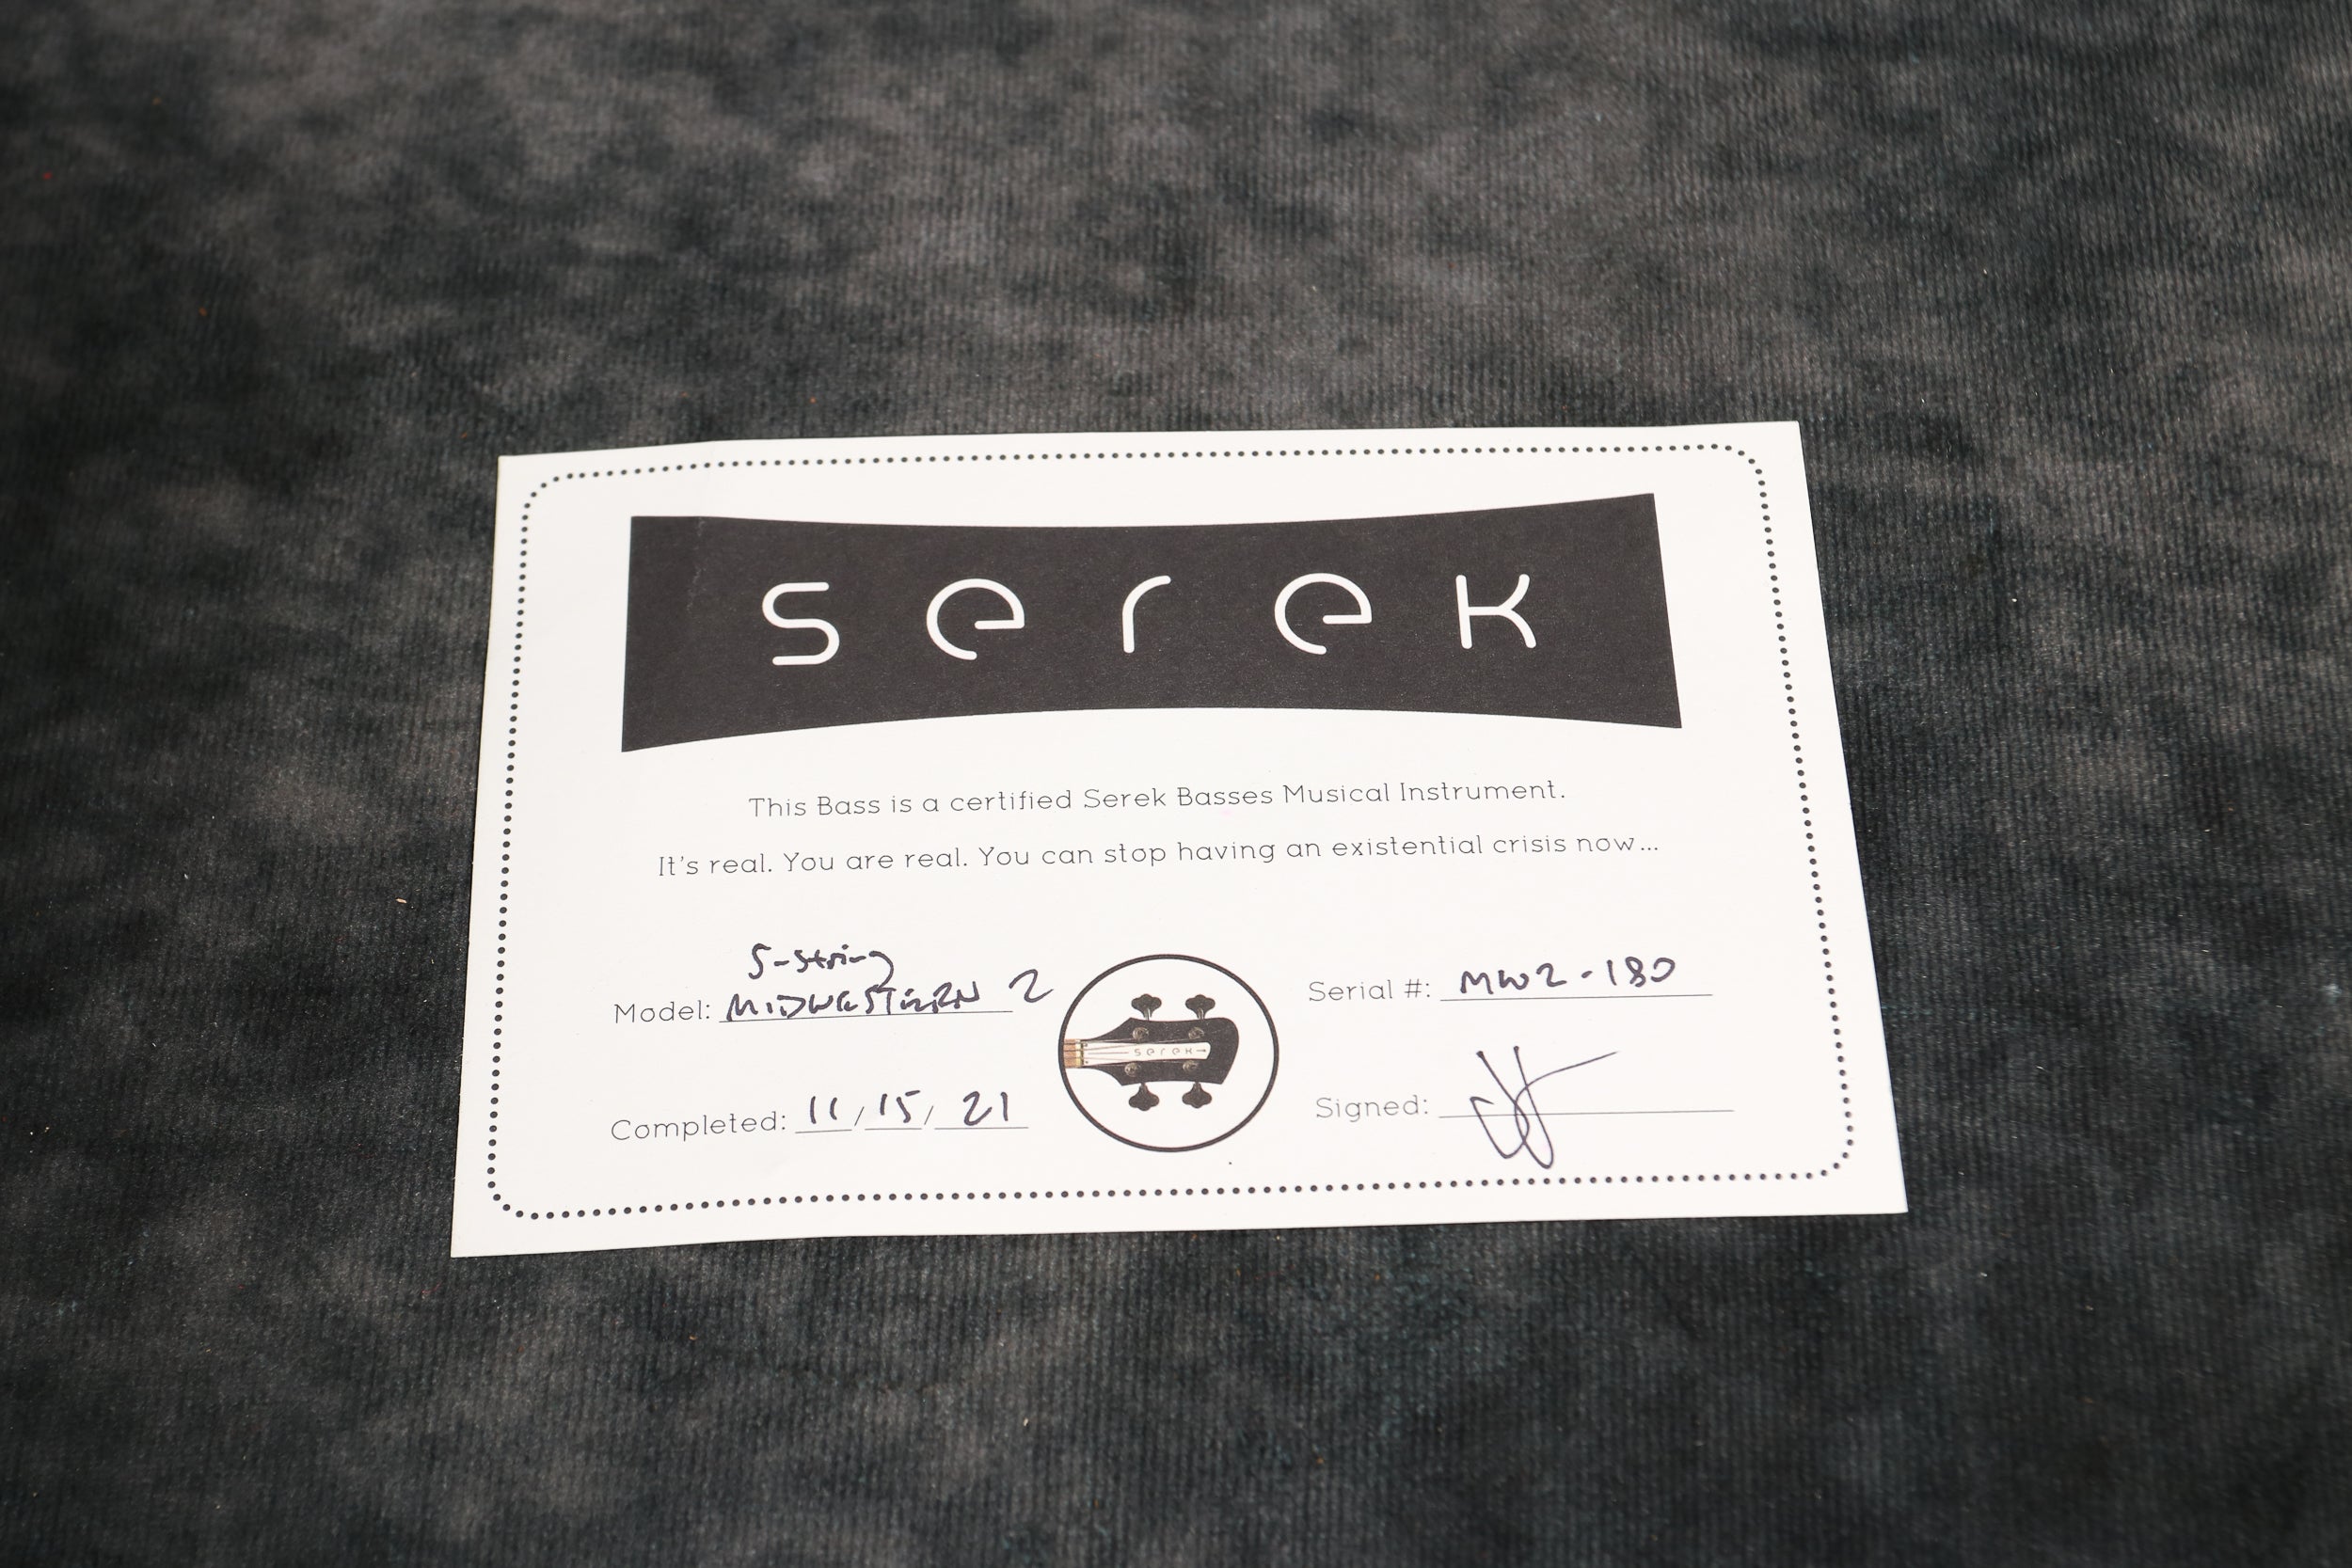 serek
This Bass is a certified Serek Basses Musical Instrument.
It's real. You are real. You can stop having an existential crisis now...
5-string
Model: MIDWESTERN 2
Serial #: MW2-180
serek
Completed: 11/15/21
Signed: